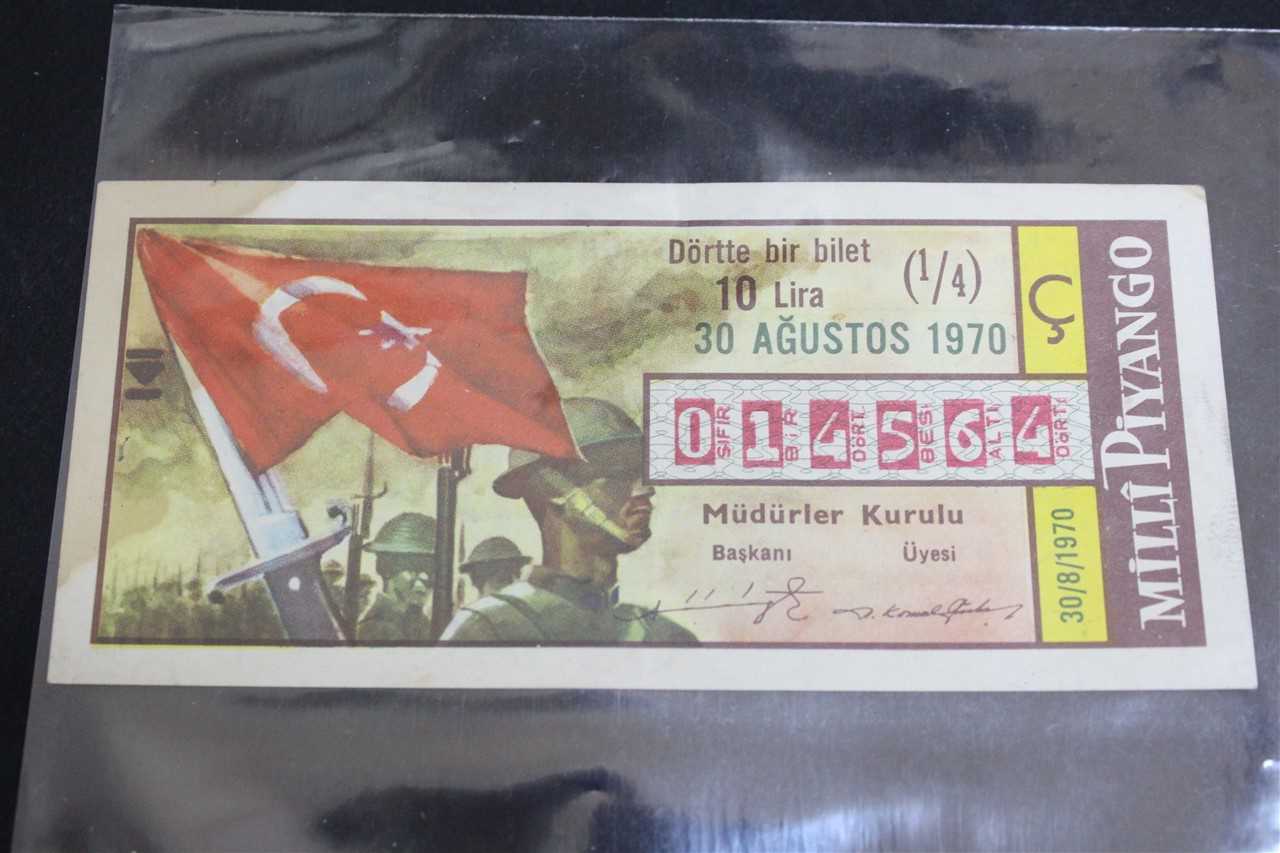 Dörtte bir bilet (1/4)
10 Lira
30 AĞUSTOS 1970
Ç
0 1 4 5 6 4
SIFIR BİR DÖRT BEŞ ALTI DÖRT
Müdürler Kurulu
Başkanı Üyesi
30/8/1970
MİLLÎ PİYANGO